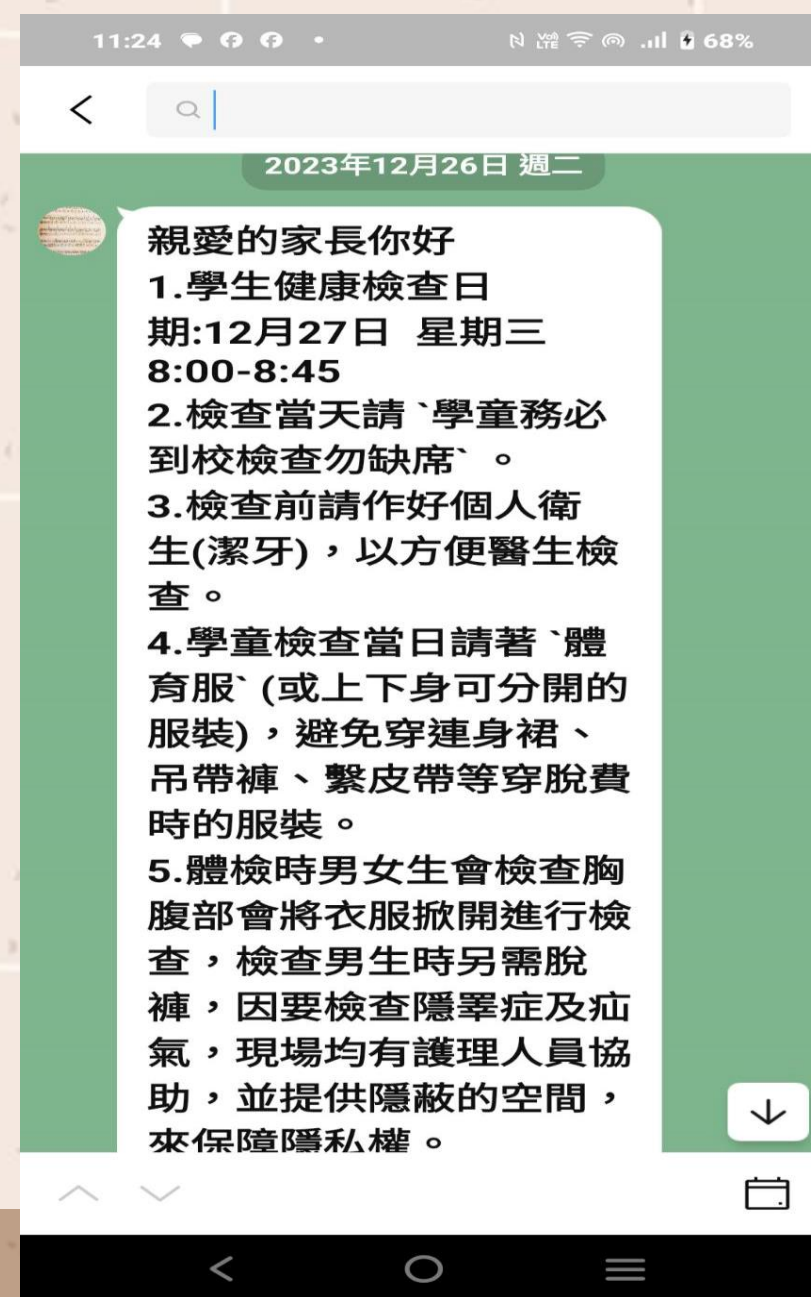 11:24
VoD LTE 68%
2023年12月26日 週二
親愛的家長你好
1.學生健康檢查日
期:12月27日 星期三
8:00-8:45
2.檢查當天請 `學童務必
到校檢查勿缺席` 。
3.檢查前請作好個人衛
生(潔牙)，以方便醫生檢
查。
4.學童檢查當日請著 `體
育服` (或上下身可分開的
服裝)，避免穿連身裙、
吊帶褲、繫皮帶等穿脫費
時的服裝。
5.體檢時男女生會檢查胸
腹部會將衣服掀開進行檢
查，檢查男生時另需脫
褲，因要檢查隱睪症及疝
氣，現場均有護理人員協
助，並提供隱蔽的空間，
來保障隱私權。